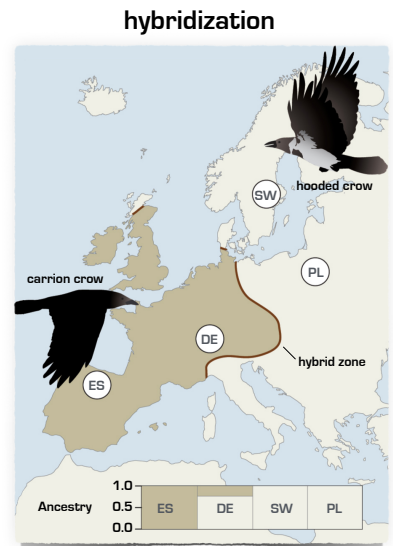 hybridization
hooded crow
SW
PL
carrion crow
DE
hybrid zone
ES
1.0
Ancestry 0.5 ES DE SW PL
0.0